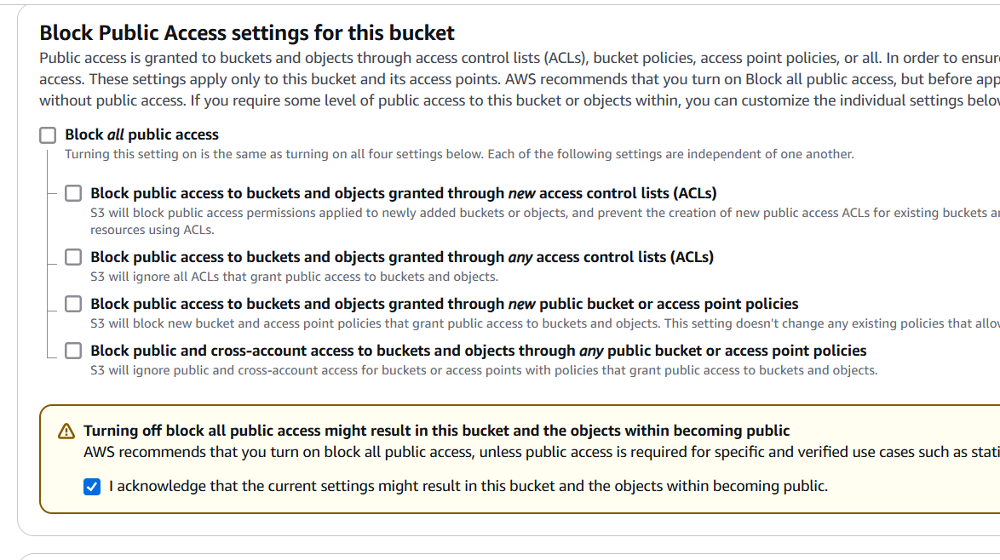 Block Public Access settings for this bucket
Public access is granted to buckets and objects through access control lists (ACLs), bucket policies, access point policies, or all. In order to ensure
access. These settings apply only to this bucket and its access points. AWS recommends that you turn on Block all public access, but before app
without public access. If you require some level of public access to this bucket or objects within, you can customize the individual settings below
Block all public access
Turning this setting on is the same as turning on all four settings below. Each of the following settings are independent of one another.
Block public access to buckets and objects granted through new access control lists (ACLs)
S3 will block public access permissions applied to newly added buckets or objects, and prevent the creation of new public access ACLs for existing buckets
resources using ACLs.
Block public access to buckets and objects granted through any access control lists (ACLs)
S3 will ignore all ACLs that grant public access to buckets and objects.
Block public access to buckets and objects granted through new public bucket or access point policies
S3 will block new bucket and access point policies that grant public access to buckets and objects. This setting doesn't change any existing policies that
Block public and cross-account access to buckets and objects through any public bucket or access point policies
S3 will ignore public and cross-account access for buckets or access points with policies that grant public access to buckets and objects.
Turning off block all public access might result in this bucket and the objects within becoming public
AWS recommends that you turn on block all public access, unless public access is required for specific and verified use cases such as
I acknowledge that the current settings might result in this bucket and the objects within becoming public.